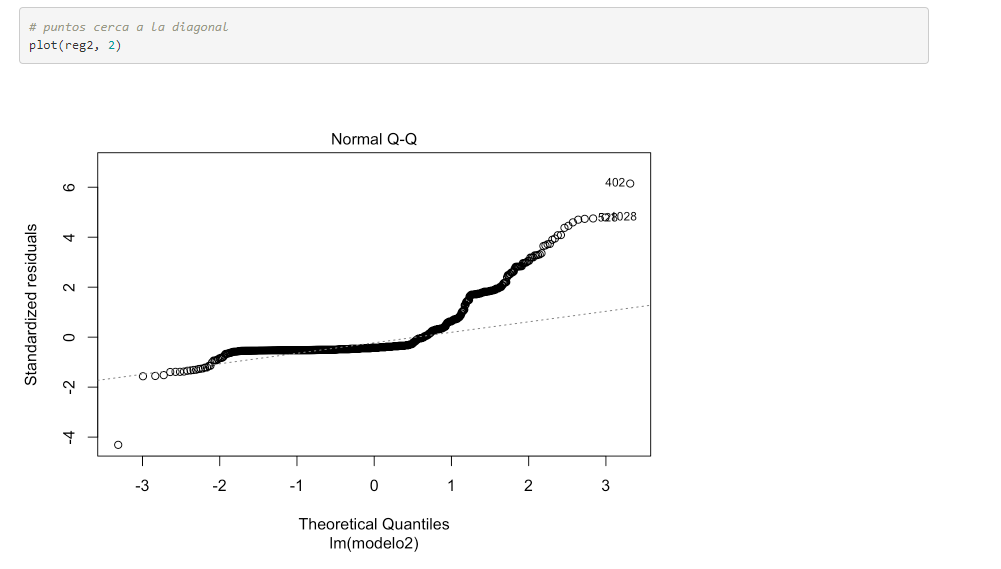 # puntos cerca a la diagonal
plot(reg2, 2)
Normal Q-Q
Standardized residuals
6
4
2
0
-2
-4
402
1028
-3
-2
-1
0
1
2
3
Theoretical Quantiles
lm(modelo2)